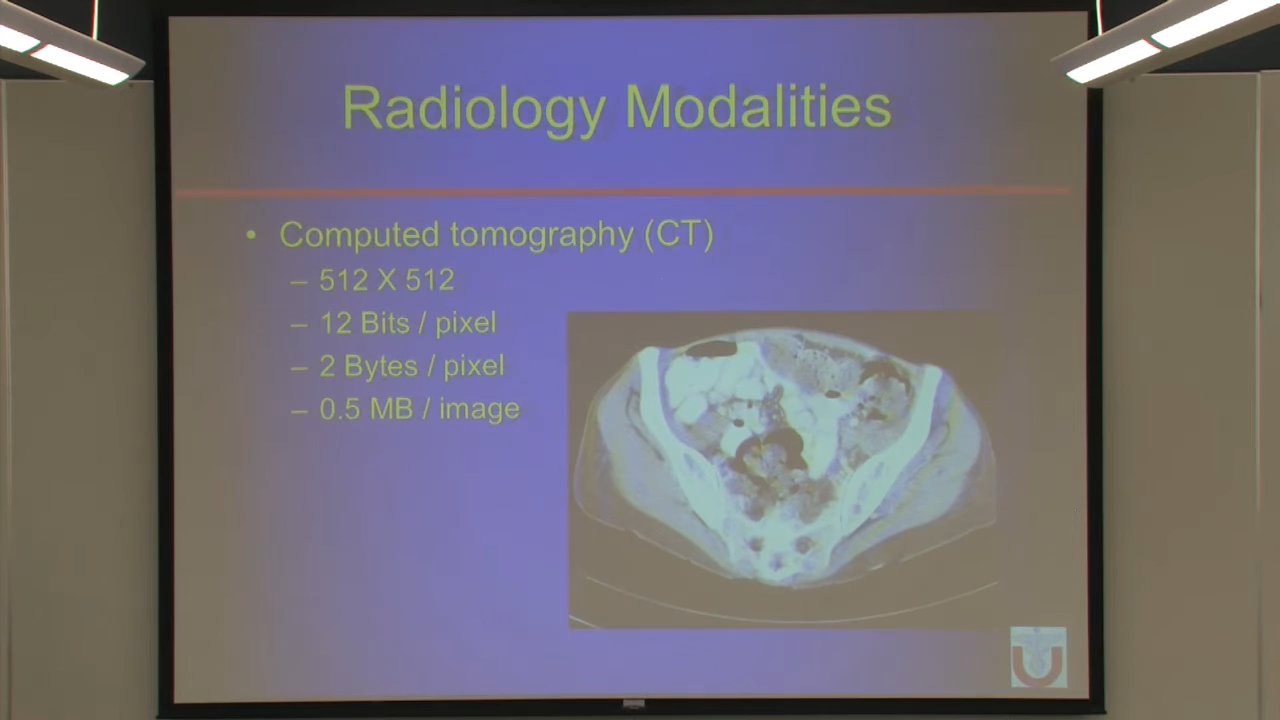 Radiology Modalities
• Computed tomography (CT)
– 512 X 512
– 12 Bits / pixel
– 2 Bytes / pixel
– 0.5 MB / image
U